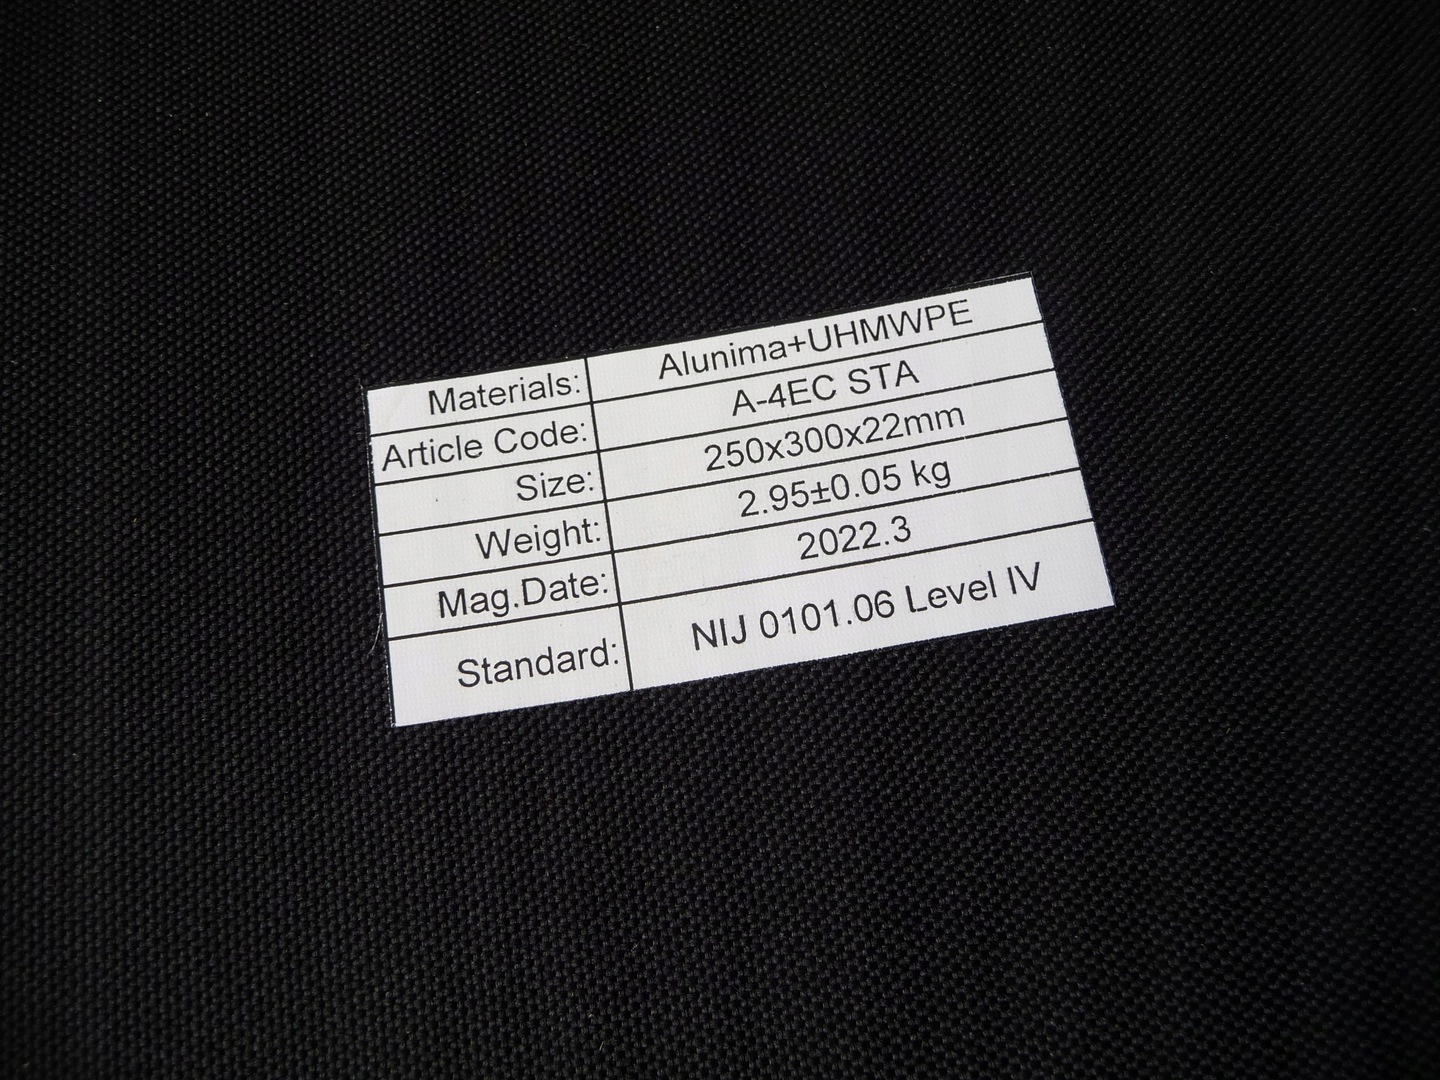 Materials: Alunima+UHMWPE
Article Code: A-4EC STA
Size: 250x300x22mm
Weight: 2.95±0.05 kg
Mag.Date: 2022.3
Standard: NIJ 0101.06 Level IV